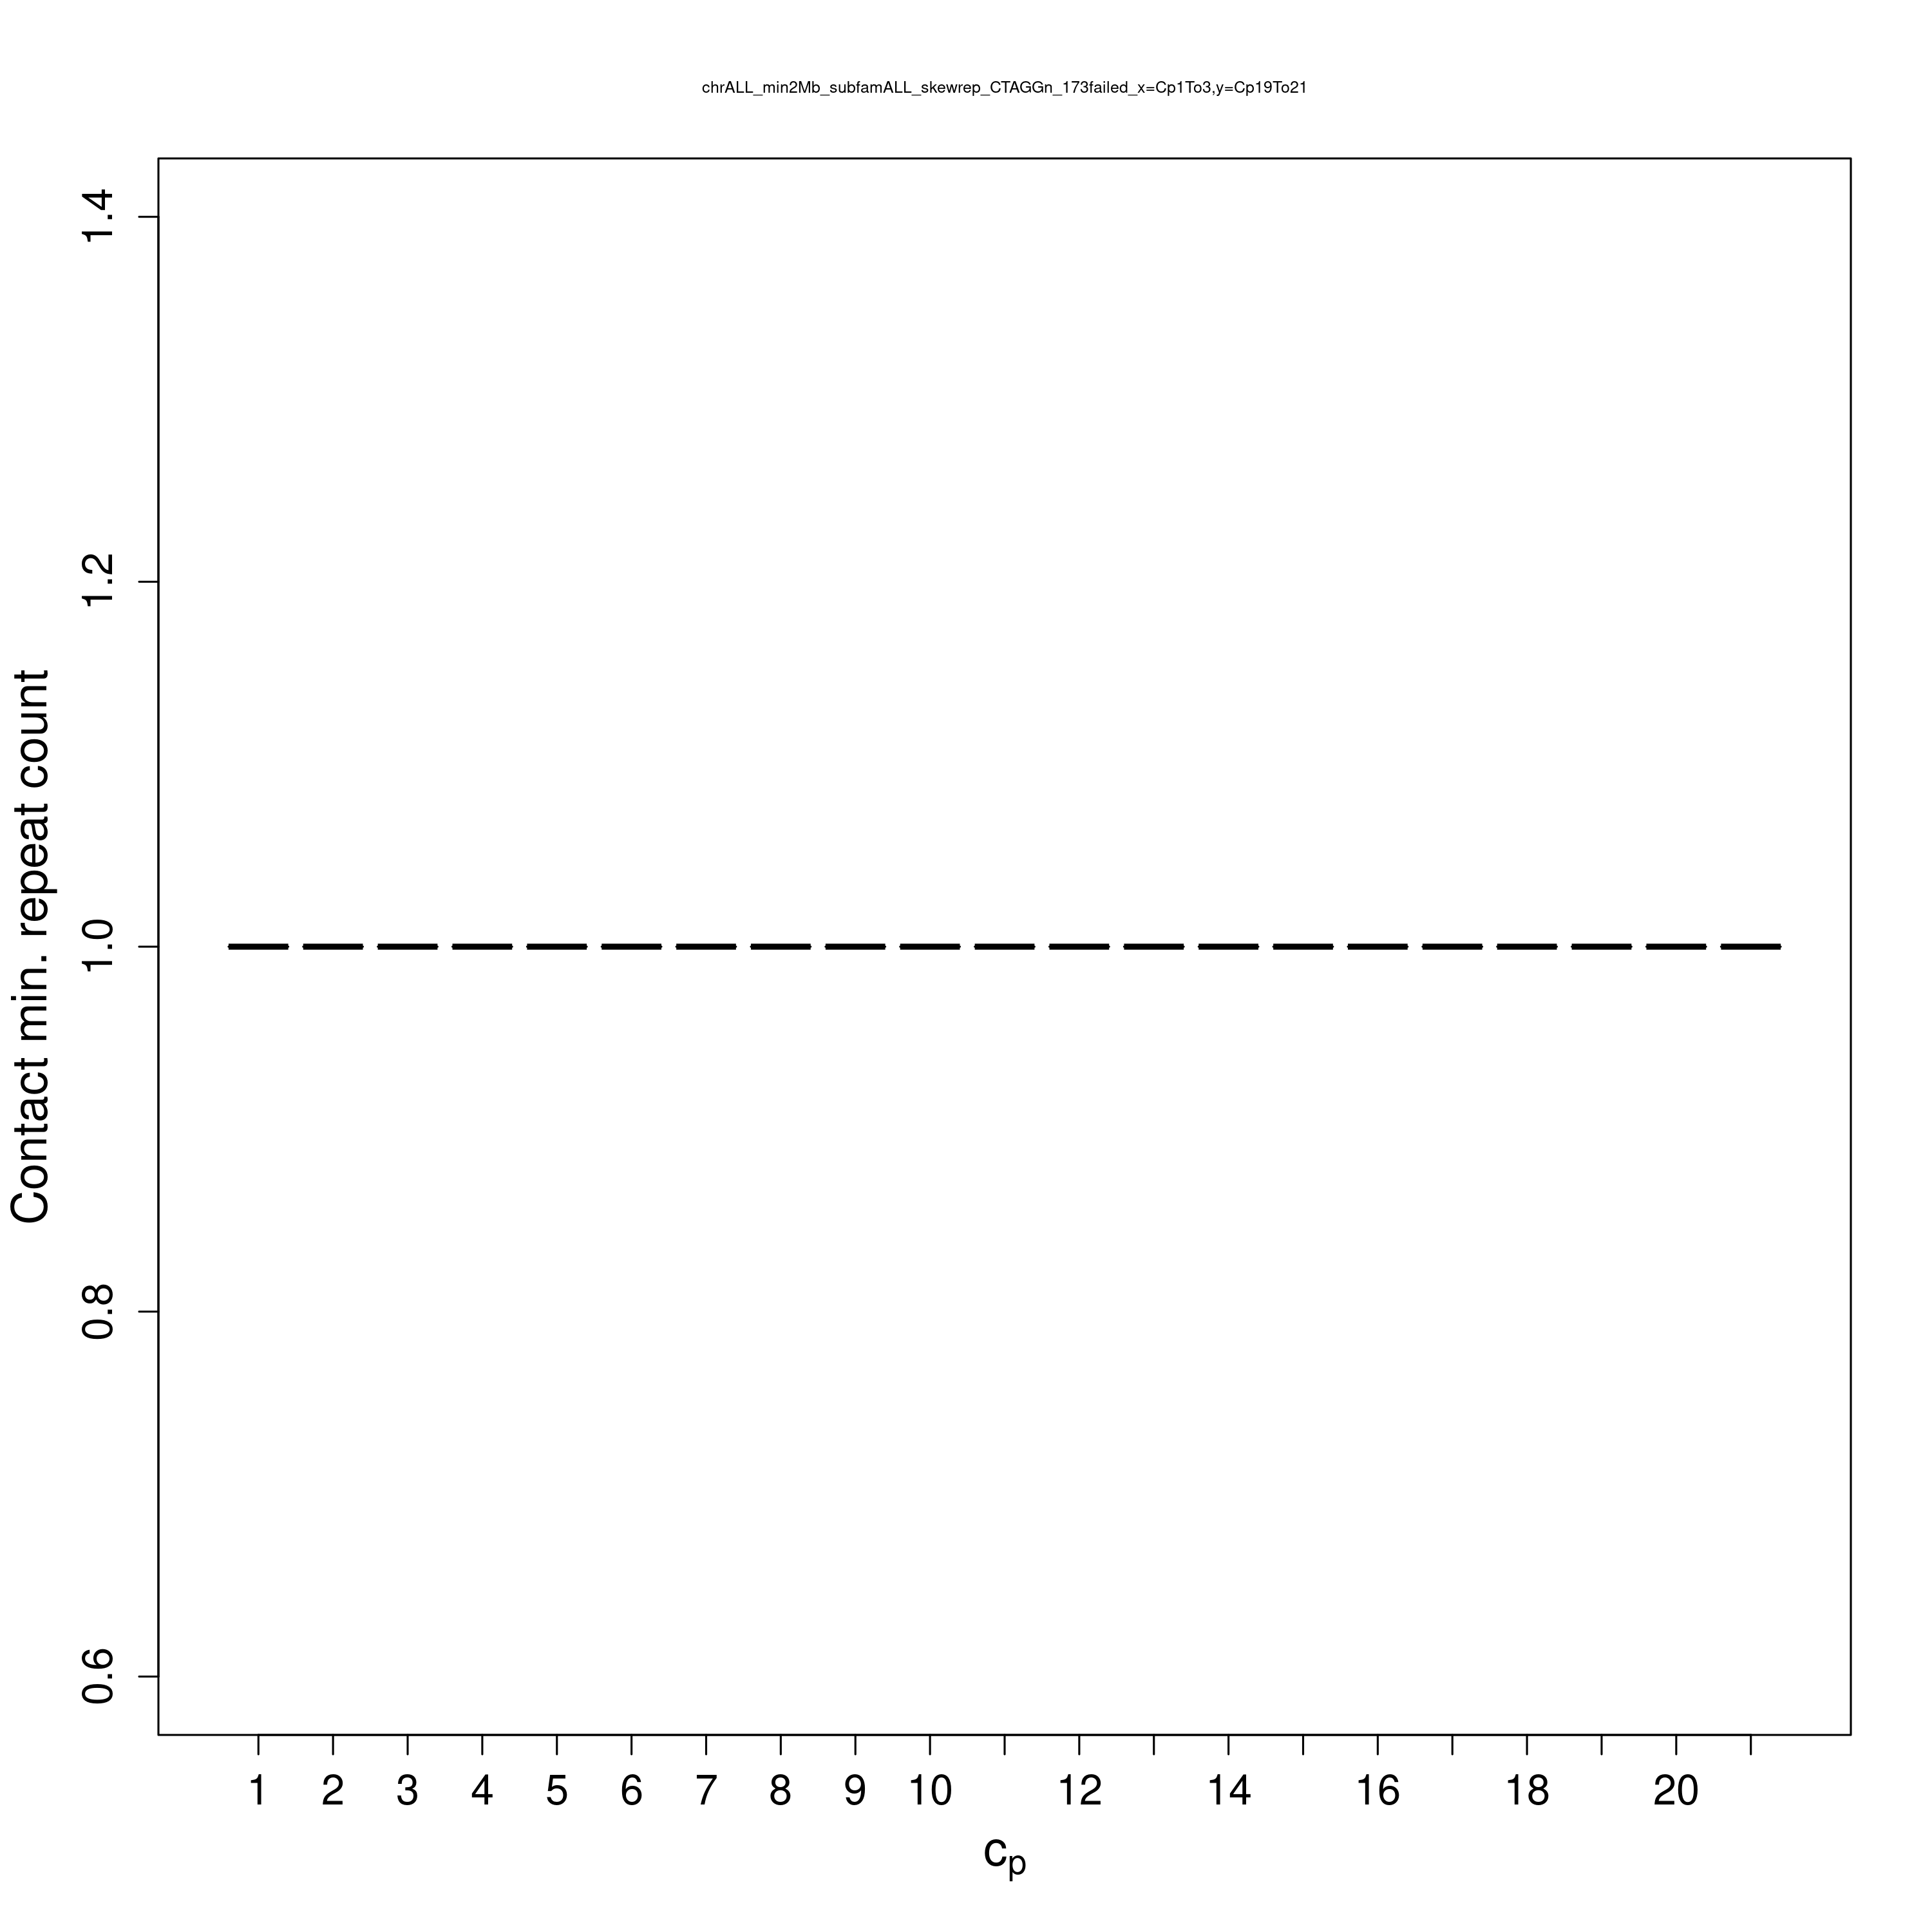 chrALL_min2Mb_subfamALL_skewrep_CTAGGn_173failed_x=Cp1To3,y=Cp19To21
Contact min. repeat count
1.4
1.2
1.0
0.8
0.6
1 2 3 4 5 6 7 8 9 10 12 14 16 18 20
cp